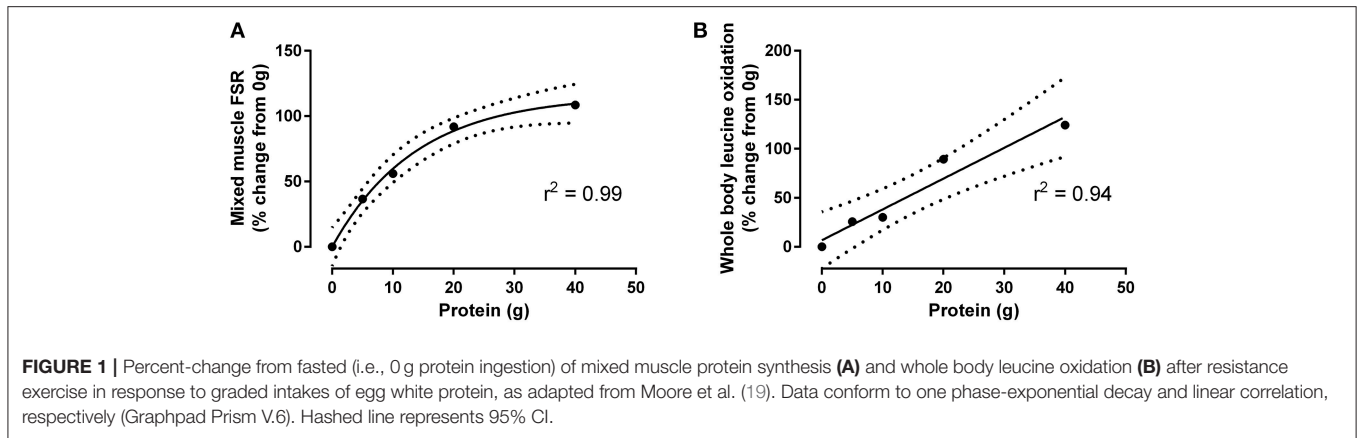 A
Mixed muscle FSR
(% change from 0g)
150
100
50
0
r² = 0.99
0 10 20 30 40 50
Protein (g)
B
Whole body leucine oxidation
(% change from 0g)
200
150
100
50
0
r² = 0.94
0 10 20 30 40 50
Protein (g)
FIGURE 1 | Percent-change from fasted (i.e., 0 g protein ingestion) of mixed muscle protein synthesis (A) and whole body leucine oxidation (B) after resistance
exercise in response to graded intakes of egg white protein, as adapted from Moore et al. (19). Data conform to one phase-exponential decay and linear correlation,
respectively (Graphpad Prism V.6). Hashed line represents 95% CI.